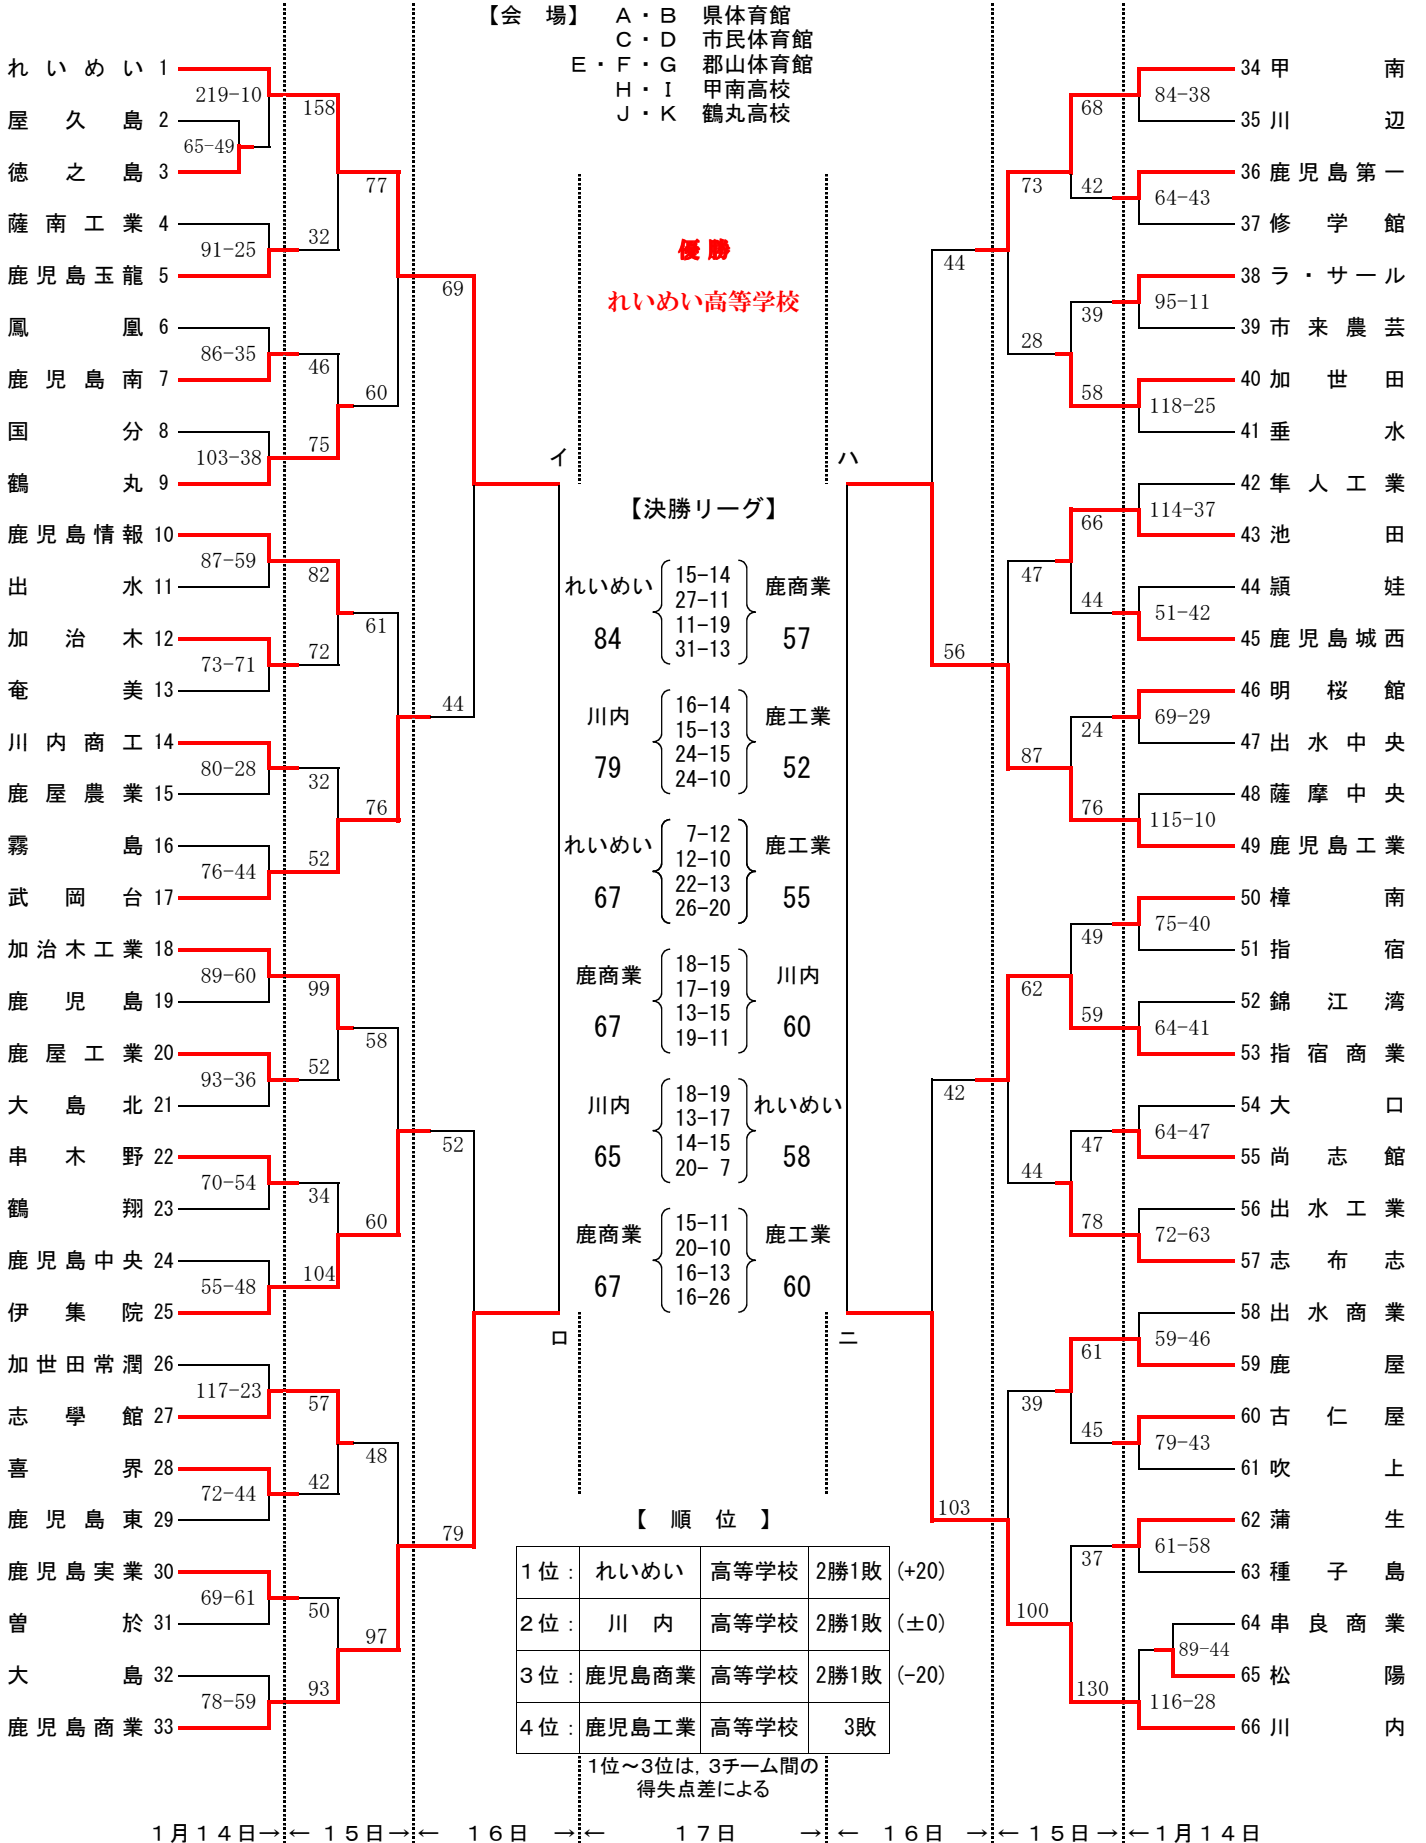 【会　場】　Ａ・Ｂ　県体育館
Ｃ・Ｄ　市民体育館
Ｅ・Ｆ・Ｇ　郡山体育館
Ｈ・Ｉ　甲南高校
Ｊ・Ｋ　鶴丸高校
れいめい 1
219-10
158
屋久島 2
65-49
徳之島 3
77
薩南工業 4
91-25
32
鹿児島玉龍 5
69
鳳凰 6
86-35
46
鹿児島南 7
60
国分 8
103-38
75
鶴丸 9
イ
鹿児島情報 10
87-59
82
出水 11
61
加治木 12
73-71
72
奄美 13
44
川内商工 14
80-28
32
鹿屋農業 15
76
霧島 16
76-44
52
武岡台 17
加治木工業 18
89-60
99
鹿児島 19
58
鹿屋工業 20
93-36
52
大島北 21
52
串木野 22
70-54
34
鶴翔 23
60
鹿児島中央 24
55-48
104
伊集院 25
ロ
加世田常潤 26
117-23
57
志學館 27
48
喜界 28
72-44
42
鹿児島東 29
79
鹿児島実業 30
69-61
50
曽於 31
97
大島 32
78-59
93
鹿児島商業 33
優勝
れいめい高等学校
【決勝リーグ】
れいめい 84
15-14
27-11
11-19
31-13
鹿商業 57
川内 79
16-14
15-13
24-15
24-10
鹿工業 52
れいめい 67
7-12
12-10
22-13
26-20
鹿工業 55
鹿商業 67
18-15
17-19
13-15
19-11
川内 60
川内 65
18-19
13-17
14-15
20- 7
れいめい 58
鹿商業 67
15-11
20-10
16-13
16-26
鹿工業 60
【　順　位　】
１位： れいめい 高等学校 2勝1敗 (+20)
２位： 川　内 高等学校 2勝1敗 (±0)
３位： 鹿児島商業 高等学校 2勝1敗 (-20)
４位： 鹿児島工業 高等学校 3敗
1位～3位は，3チーム間の
得失点差による
34 甲南
84-38
68
35 川辺
73
36 鹿児島第一
64-43
42
37 修学館
44
38 ラ・サール
95-11
39
39 市来農芸
28
40 加世田
118-25
58
41 垂水
ハ
42 隼人工業
114-37
66
43 池田
47
44 頴娃
51-42
44
45 鹿児島城西
56
46 明桜館
69-29
24
47 出水中央
87
48 薩摩中央
115-10
76
49 鹿児島工業
50 樟南
75-40
49
51 指宿
62
52 錦江湾
64-41
59
53 指宿商業
42
54 大口
64-47
47
55 尚志館
44
56 出水工業
72-63
78
57 志布志
58 出水商業
ニ
59-46
61
59 鹿屋
39
60 古仁屋
79-43
45
61 吹上
103
62 蒲生
61-58
37
63 種子島
100
64 串良商業
89-44
65 松陽
130
116-28
66 川内
１月１４日→ ← １５日→ ← １６日 → ← １７日 → ← １６日 → ← １５日→ ←１月１４日